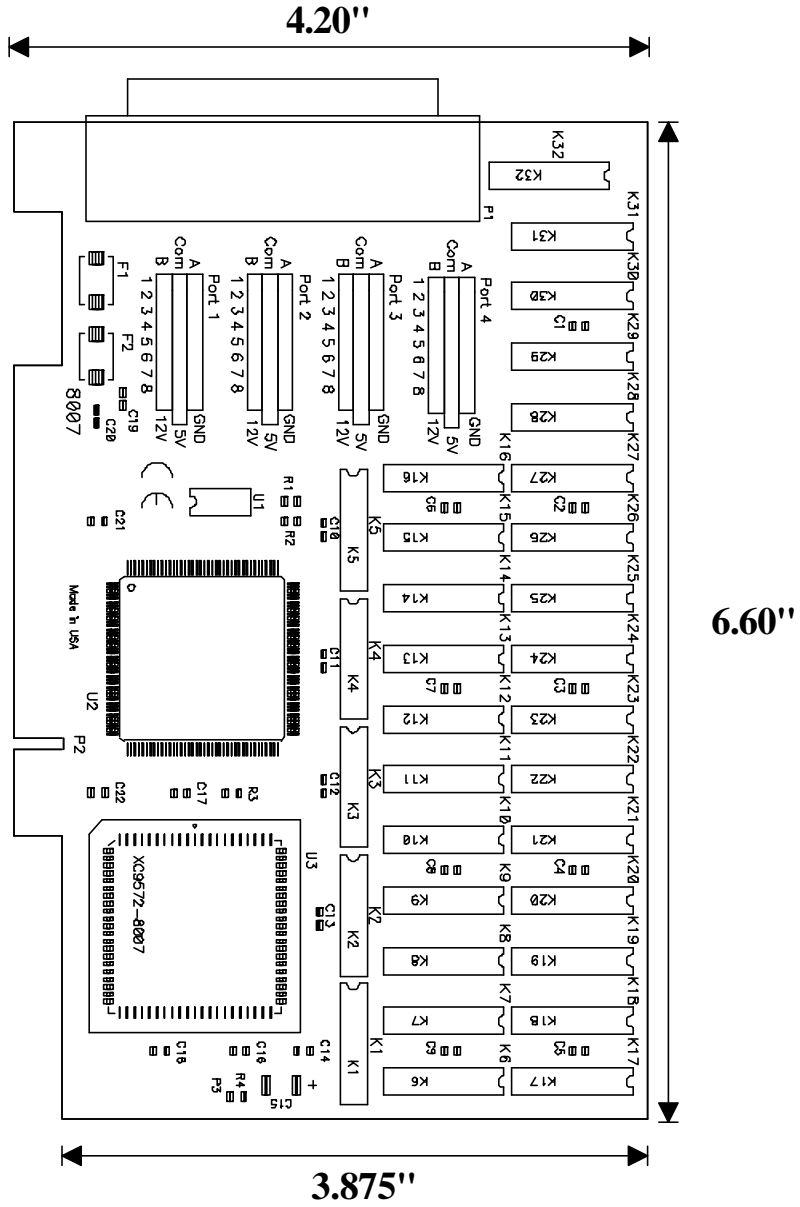 4.20"
K32
K32
P1
K31
K31
K30
K30
C1
K29
K29
K28
K28
K27
K27
C2
K26
K26
K25
K25
K24
K24
C3
K23
K23
K22
K22
K21
K21
C4
K20
K20
K19
K19
K18
K18
C5
K17
K17
K16
K16
C6
K15
K15
K14
K14
K13
K13
C7
K12
K12
K11
K11
K10
K10
C8
K9
K9
K8
K8
K7
K7
C9
K6
K6
A
Com
B
Port 1
1 2 3 4 5 6 7 8
GND
5V
12V
A
Com
B
Port 2
1 2 3 4 5 6 7 8
GND
5V
12V
A
Com
B
Port 3
1 2 3 4 5 6 7 8
GND
5V
12V
A
Com
B
Port 4
1 2 3 4 5 6 7 8
GND
5V
12V
F1
F2
8007
C19
C20
CE
U1
R1
R2
C21
C10
K5
K5
Made in USA
U2
C11
K4
K4
P2
C22
C17
R3
C12
K3
K3
U3
XC9572-8007
C13
K2
K2
C16
C16
C14
K1
K1
P3
R4
C15
+
6.60"
3.875"